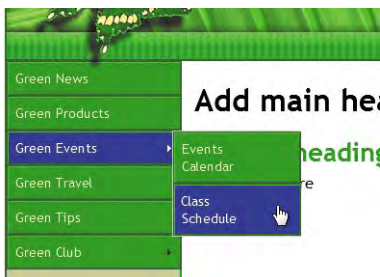 Green News
Green Products
Green Events
Green Travel
Green Tips
Green Club
Events
Calendar
Class
Schedule
Add main hea
heading
re